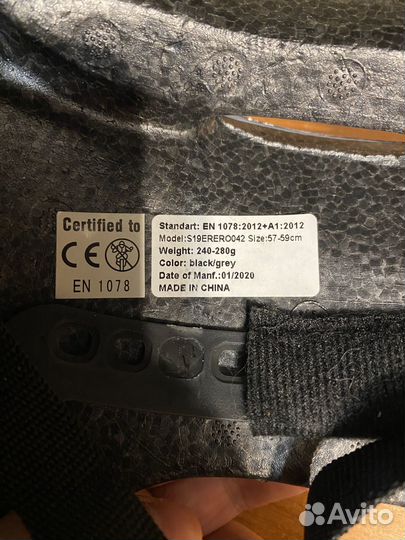 Certified to
CE
EN 1078
Standart: EN 1078:2012+A1:2012
Model:S19ERERO042 Size:57-59cm
Weight: 240-280g
Color: black/grey
Date of Manf.:01/2020
MADE IN CHINA
Avito